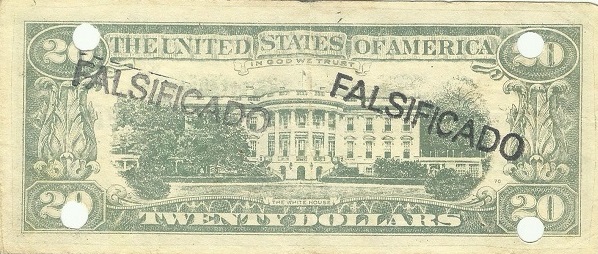 20 THE UNITED STATES OF AMERICA 20
IN GOD WE TRUST
FALSIFICADO FALSIFICADO
THE WHITE HOUSE
20 TWENTY DOLLARS 20